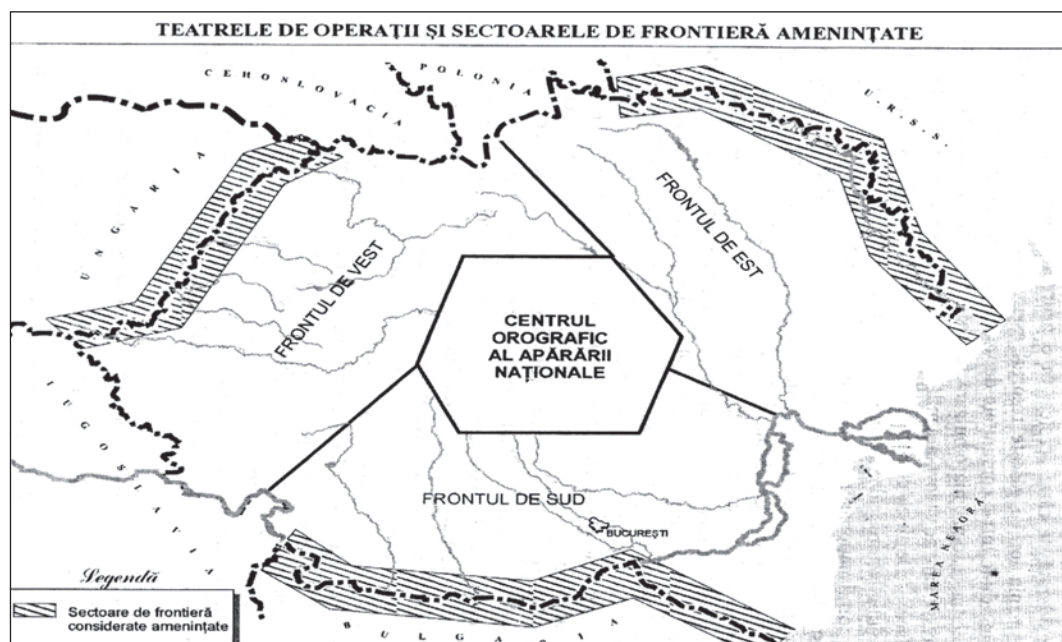 TEATRELE DE OPERAȚII ȘI SECTOARELE DE FRONTIERĂ AMENINȚATE
CEHOSLOVACIA
POLONIA
U.R.S.S.
UNGARIA
FRONTUL DE VEST
FRONTUL DE EST
CENTRUL
OROGRAFIC
AL APĂRĂRII
NAȚIONALE
IUGOSLAVIA
FRONTUL DE SUD
BUCUREȘTI
MAREA NEAGRĂ
Legendă
Sectoare de frontieră
considerate amenințate
BULGARIA